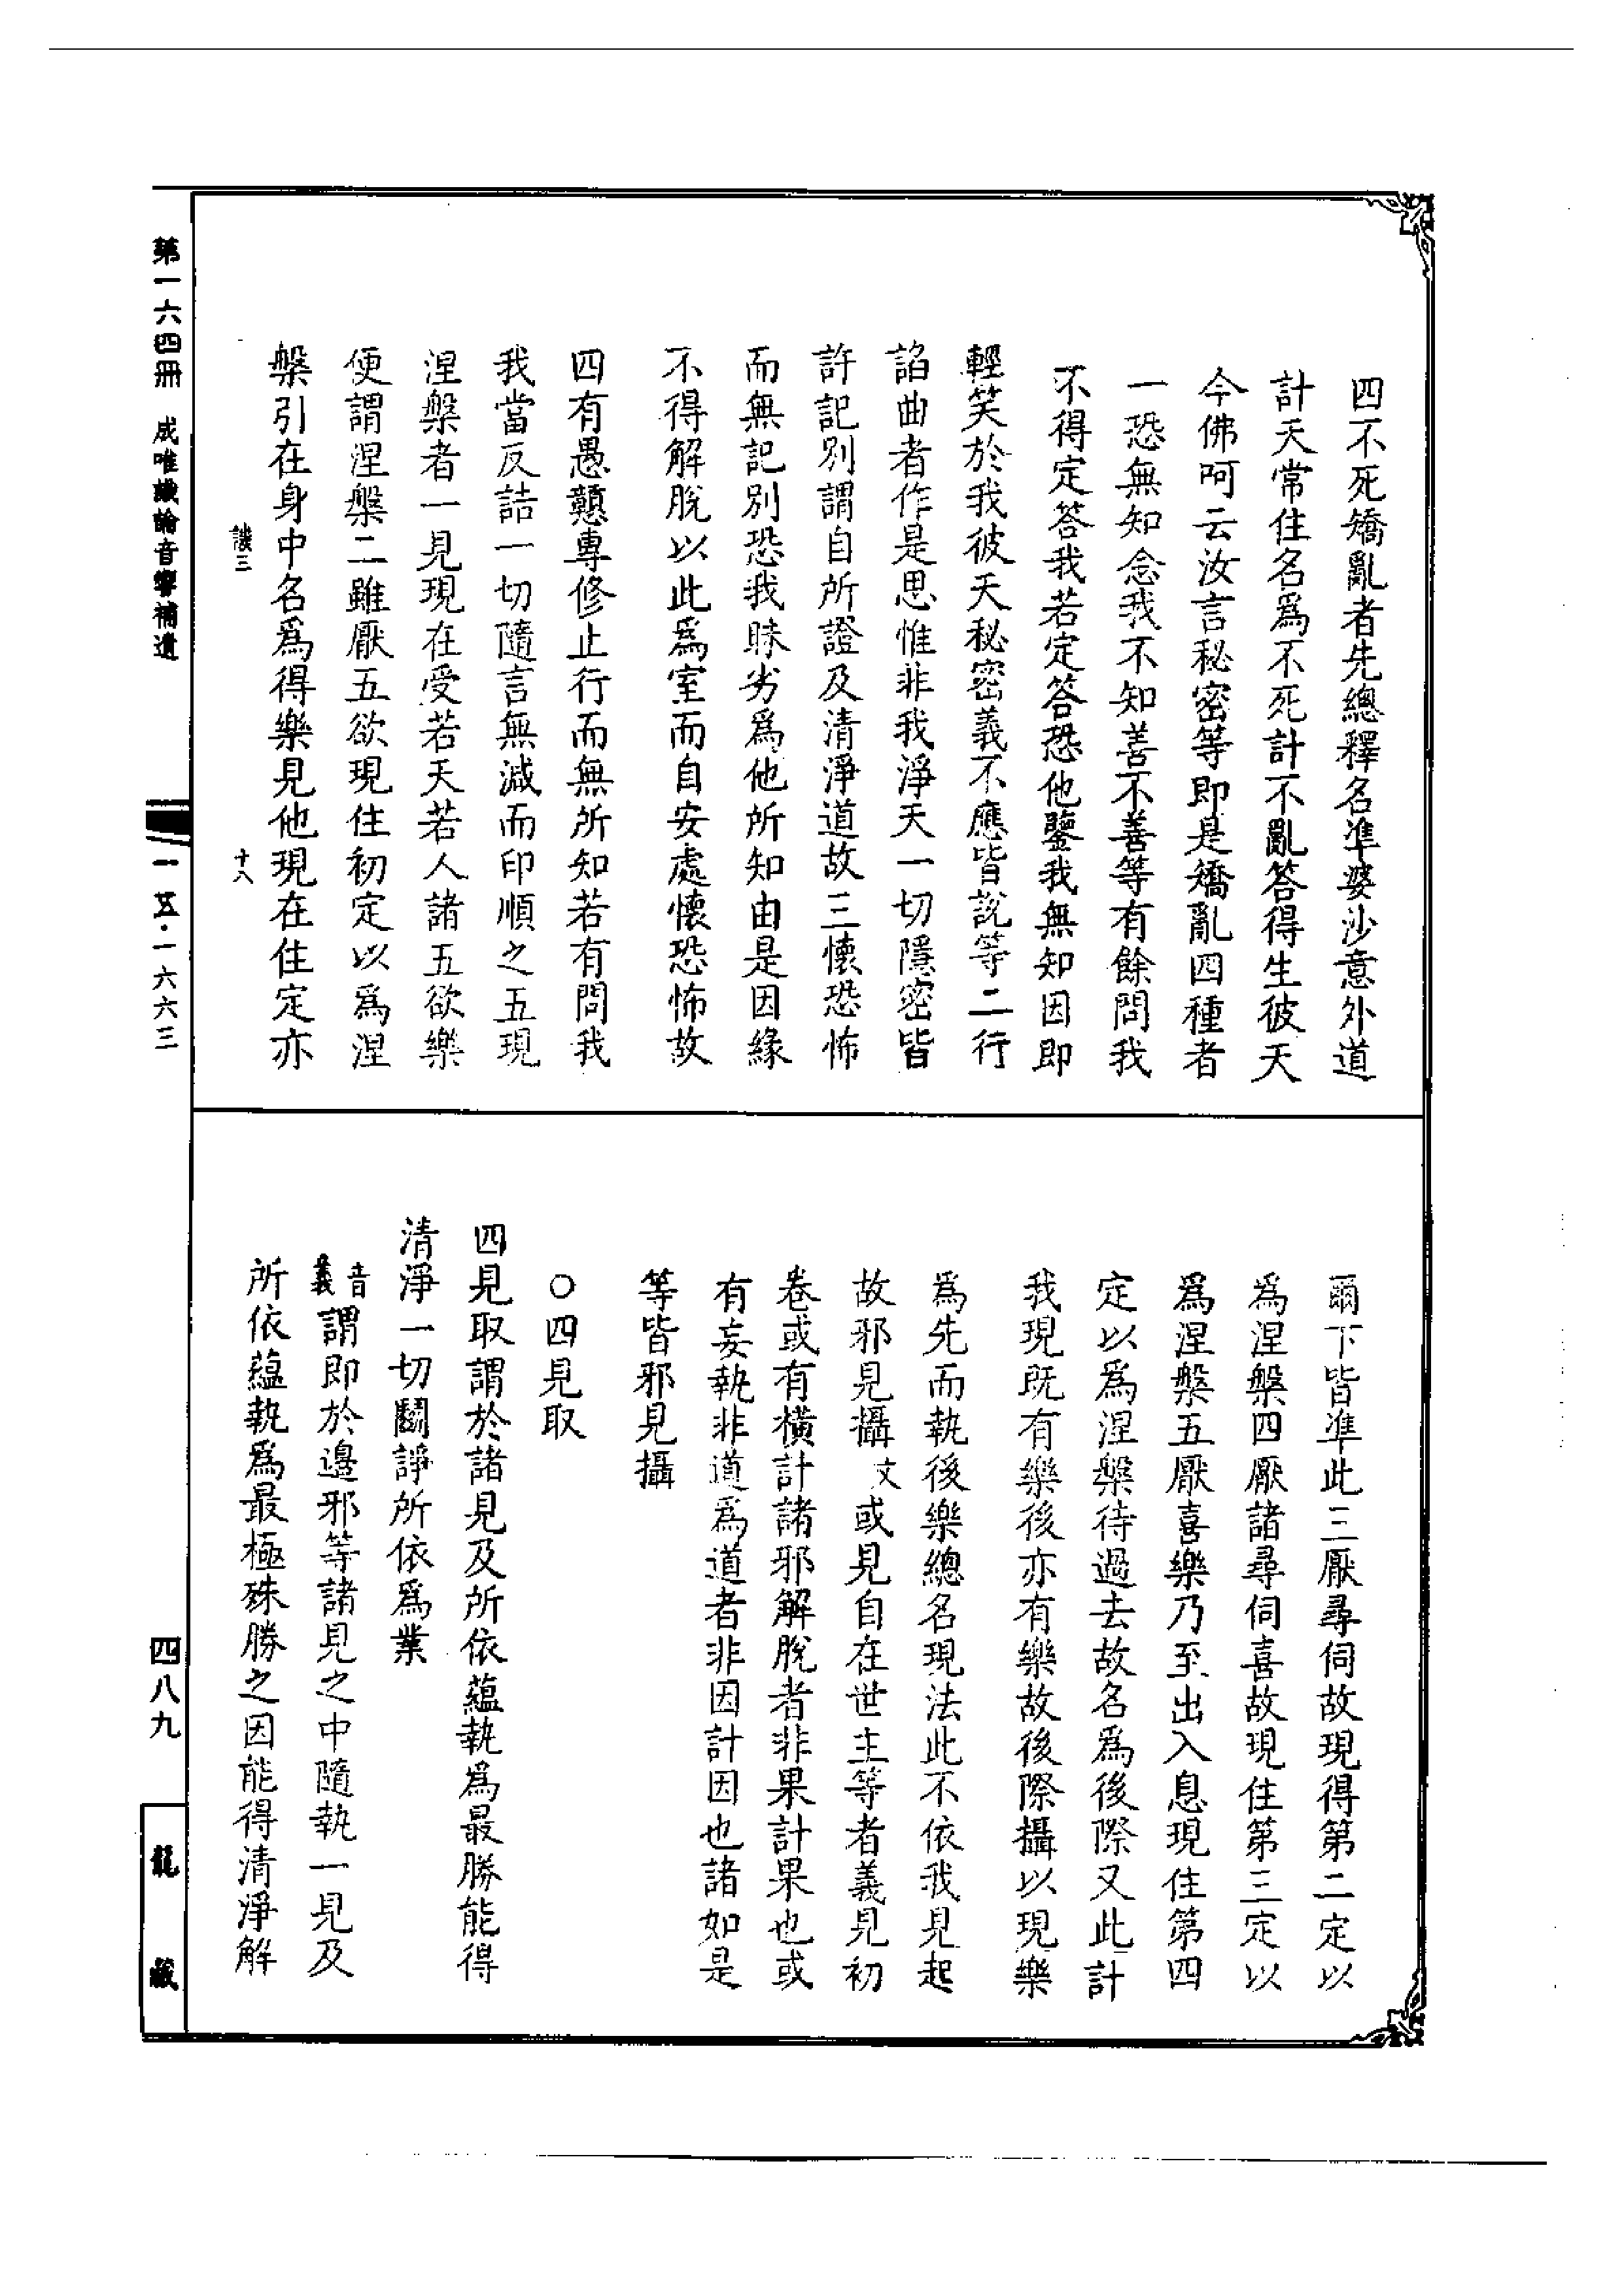 四不死矯亂者先總釋名準婆沙意外道
計天常住名爲不死計不亂答得生彼天
今佛呵云汝言秘密等即是矯亂四種者
一恐無知念我不知善不善等有餘問我
不得定答我若定答恐他鑒我無知因即
輕笑於我彼天秘密義不應皆說等二行
諂曲者作是思惟非我淨天一切隱密皆
許記別謂自所證及清淨道故三懷恐怖
而無記別恐我昧劣爲他所知由是因緣
不得解脫以此爲室而自安處懷恐怖故
四有愚戇專修止行而無所知若有問我
我當反詰一切隨言無減而印順之五現
涅槃者一見現在受若天若人諸五欲樂
便謂涅槃二雖厭五欲現住初定以爲涅
槃引在身中名爲得樂見他現在住定亦
譏三 十八
爾下皆準此三厭尋伺故現得第二定以
爲涅槃四厭諸尋伺喜故現住第三定以
爲涅槃五厭喜樂乃至出入息現住第四
定以爲涅槃待過去故名爲後際又此計
我現既有樂後亦有樂故後際攝以現樂
爲先而執後樂總名現法此不依我見起
故邪見攝文或見自在世主等者義見初
卷或有橫計諸邪解脫者非果計果也或
有妄執非道爲道者非因計因也諸如是
等皆邪見攝
○四見取
四見取謂於諸見及所依蘊執爲最勝能得
清淨一切鬬諍所依爲業
音義謂即於邊邪等諸見之中隨執一見及
所依蘊執爲最極殊勝之因能得清淨解
第一六四冊 成唯識論音響補遺
一五·一六六三
四八九
龍藏